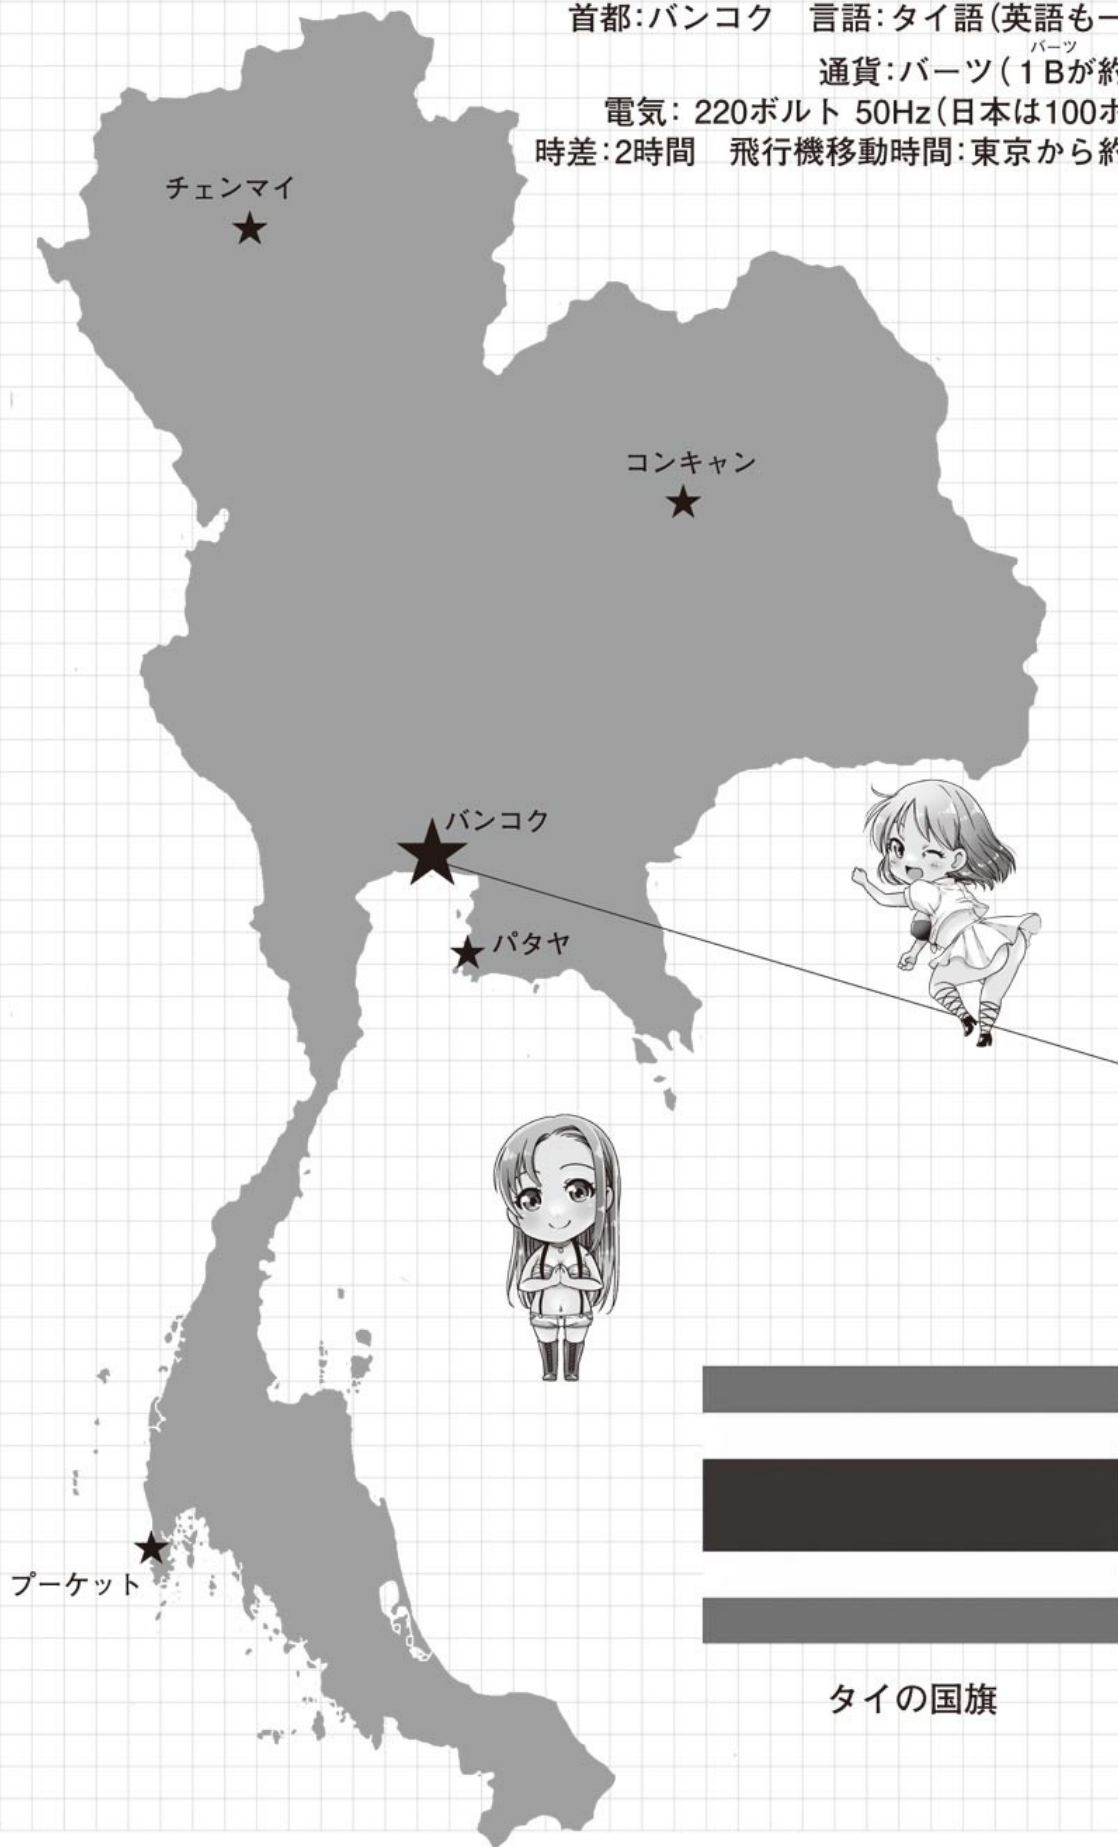 首都:バンコク 言語:タイ語(英語も一
バーツ
通貨:バーツ(1Bが約
電気:220ボルト 50Hz(日本は100ボ
時差:2時間 飛行機移動時間:東京から約
チェンマイ
コンキャン
バンコク
パタヤ
プーケット
タイの国旗